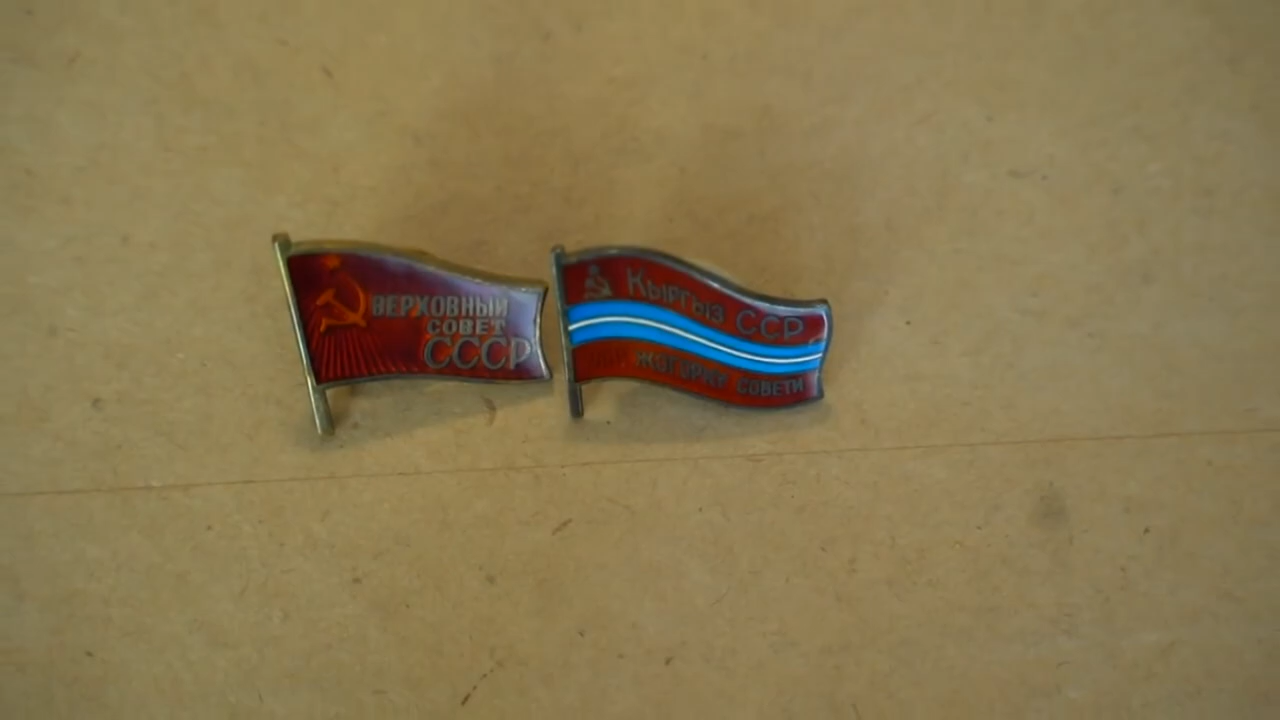 ВЕРХОВНЫЙ
СОВЕТ
СССР
Кыргыз ССР
ЖОГОРКУ СОВЕТИ